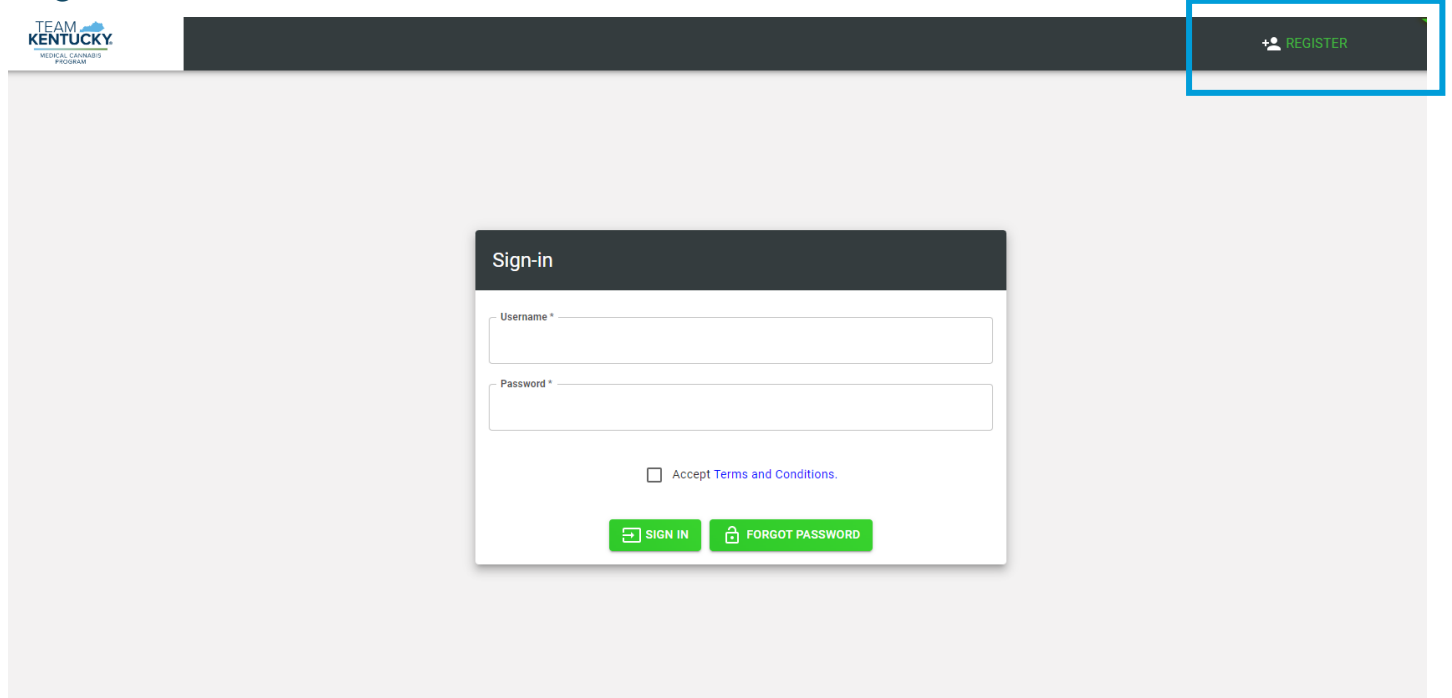 TEAM
KENTUCKY
MEDICAL CANNABIS
PROGRAM
REGISTER
Sign-in
Username *
Password *
Accept Terms and Conditions.
SIGN IN
FORGOT PASSWORD